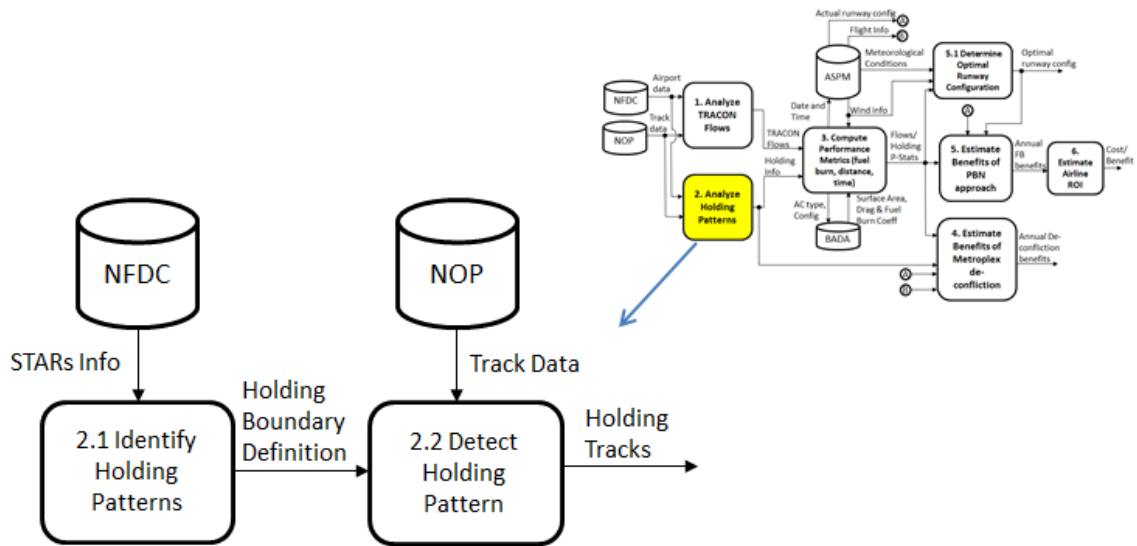 Actual runway config
A
Flight Info
B
ASPM
Meteorological
Conditions
5.1 Determine
Optimal
Runway
Configuration
Optimal
runway config
NFDC
Airport
data
NOP
Track
data
1. Analyze
TRACON
Flows
Date and
Time
Wind info
A
TRACON
Flows
3. Compute
Performance
Metrics (fuel
burn, distance,
time)
Flows/
Holding
P-Stats
5. Estimate
Benefits of
PBN
approach
Annual
FB
benefits
6.
Estimate
Airline
ROI
Cost/
Benefit
Holding
Info
2. Analyze
Holding
Patterns
AC type,
Config
Surface Area,
Drag & Fuel
Burn Coeff
BADA
4. Estimate
Benefits of
Metroplex
de-
confliction
Annual De-
confliction
benefits
A
B
NFDC
NOP
STARs Info
Track Data
2.1 Identify
Holding
Patterns
Holding
Boundary
Definition
2.2 Detect
Holding
Pattern
Holding
Tracks